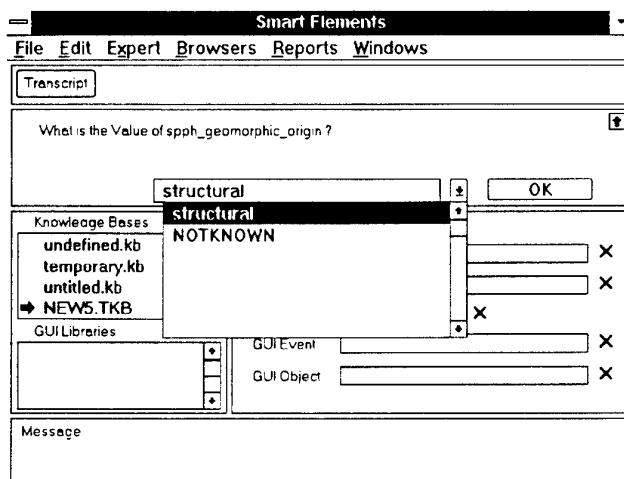 Smart Elements
File Edit Expert Browsers Reports Windows
Transcript
What is the Value of spph_geomorphic_origin ?
structural
OK
structural
NOTKNOWN
Knowledge Bases
undefined.kb
temporary.kb
untitled.kb
NEW5.TKB
GUI Libraries
GUI Event
GUI Object
Message